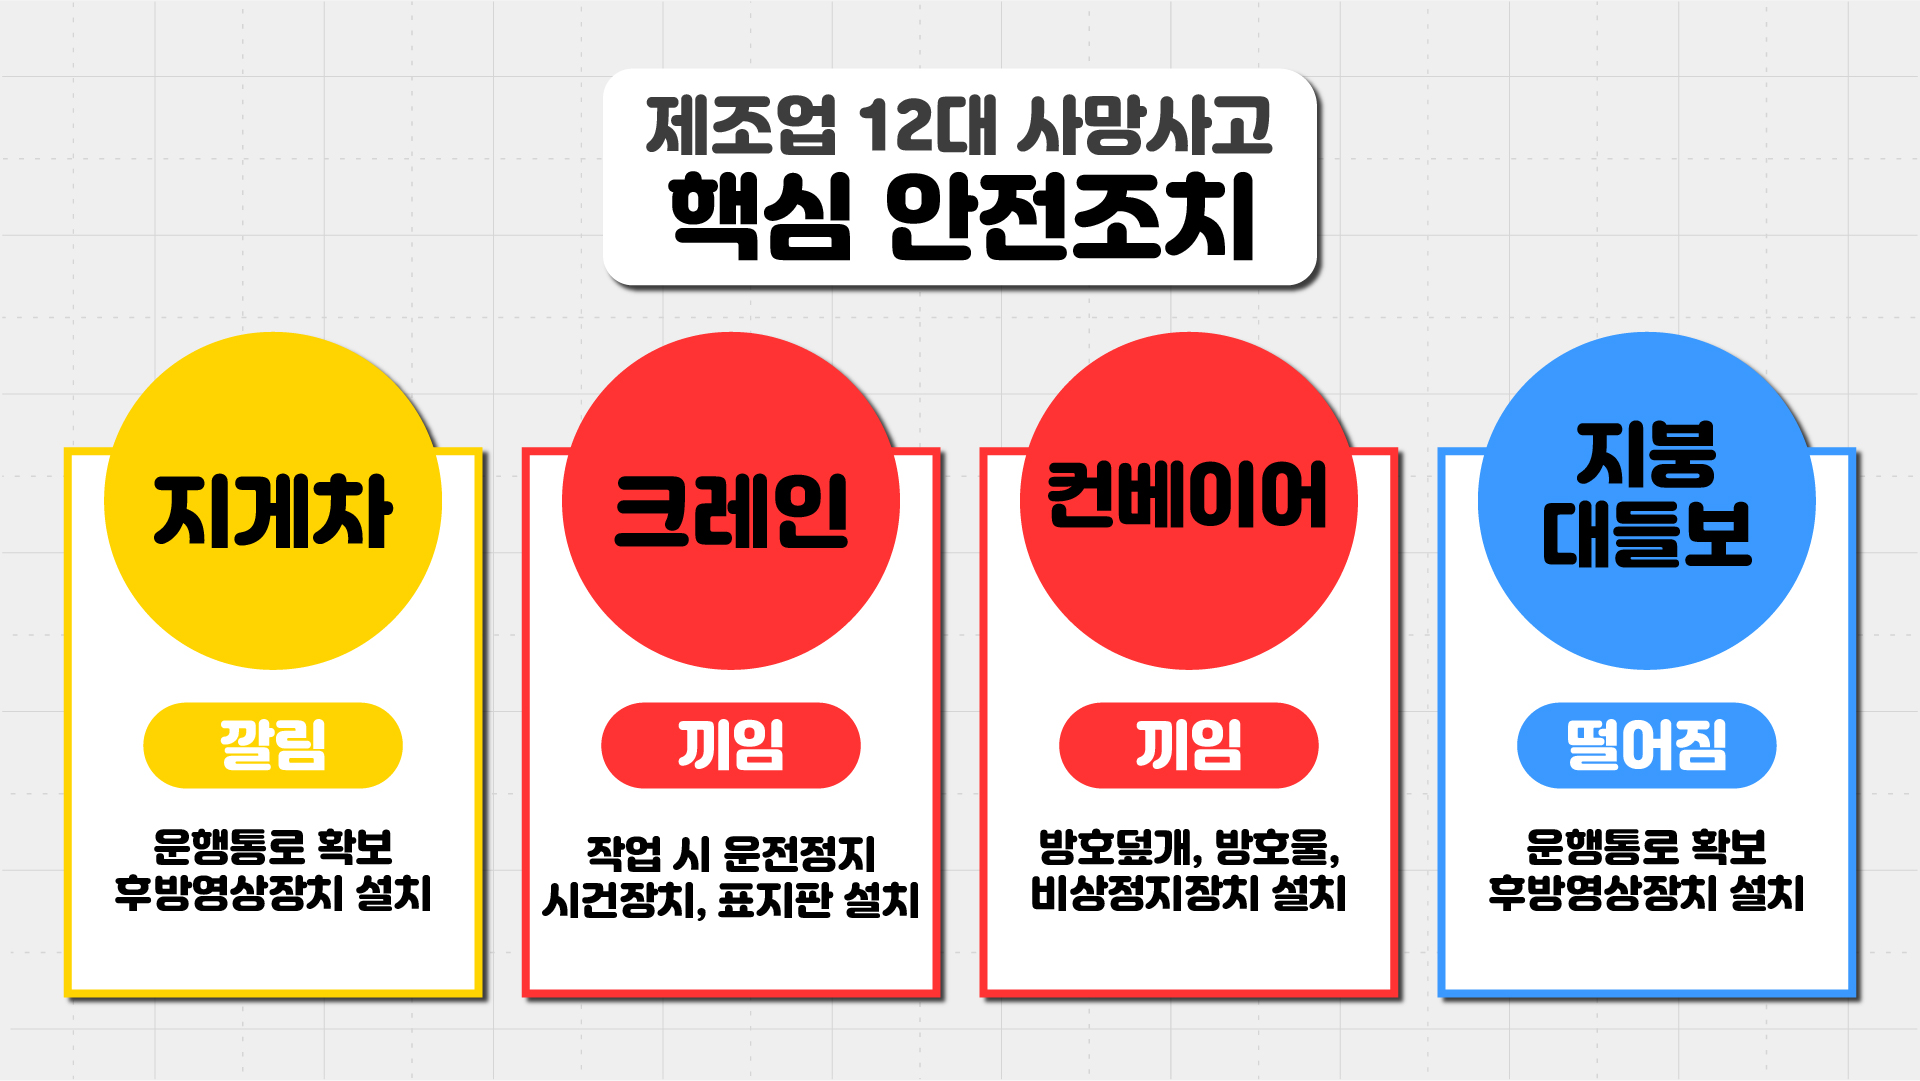 제조업 12대 사망사고
핵심 안전조치
지게차
깔림
운행통로 확보
후방영상장치 설치
크레인
끼임
작업 시 운전정지
시건장치, 표지판 설치
컨베이어
끼임
방호덮개, 방호울,
비상정지장치 설치
지붕
대들보
떨어짐
운행통로 확보
후방영상장치 설치